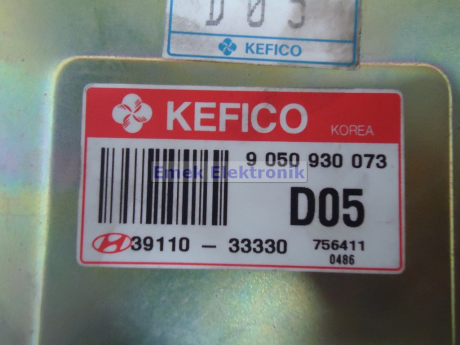 D05
KEFICO
KEFICO
KOREA
9 050 930 073
Emek Elektronik
D05
39110 - 33330
756411
0486